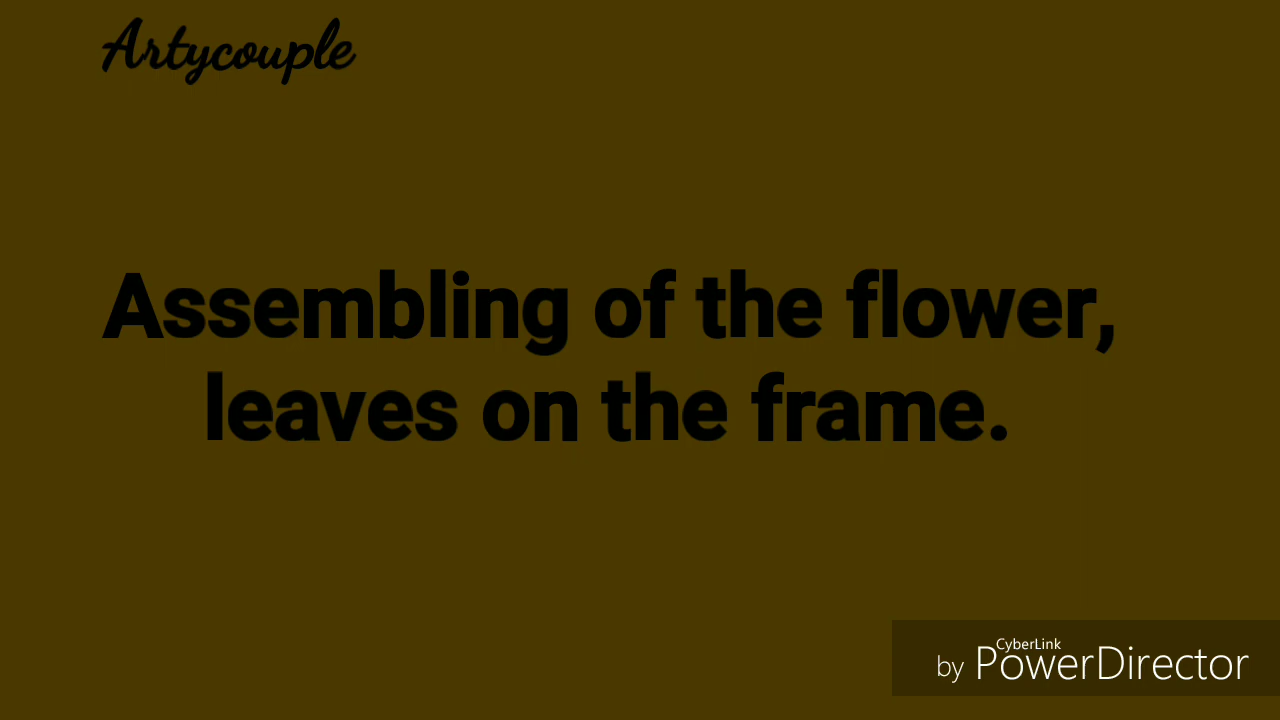 Artycouple
Assembling of the flower,
leaves on the frame.
CyberLink
by PowerDirector